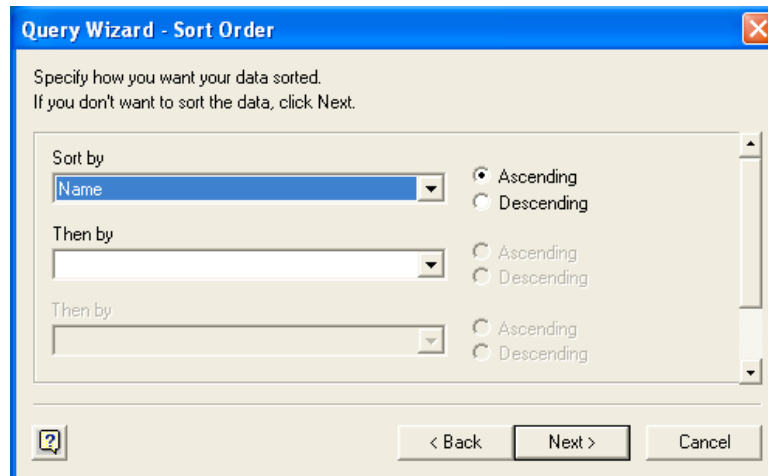 Query Wizard - Sort Order
Specify how you want your data sorted.
If you don't want to sort the data, click Next.
Sort by
Name
Ascending
Descending
Then by
Ascending
Descending
Then by
Ascending
Descending
?
< Back
Next >
Cancel